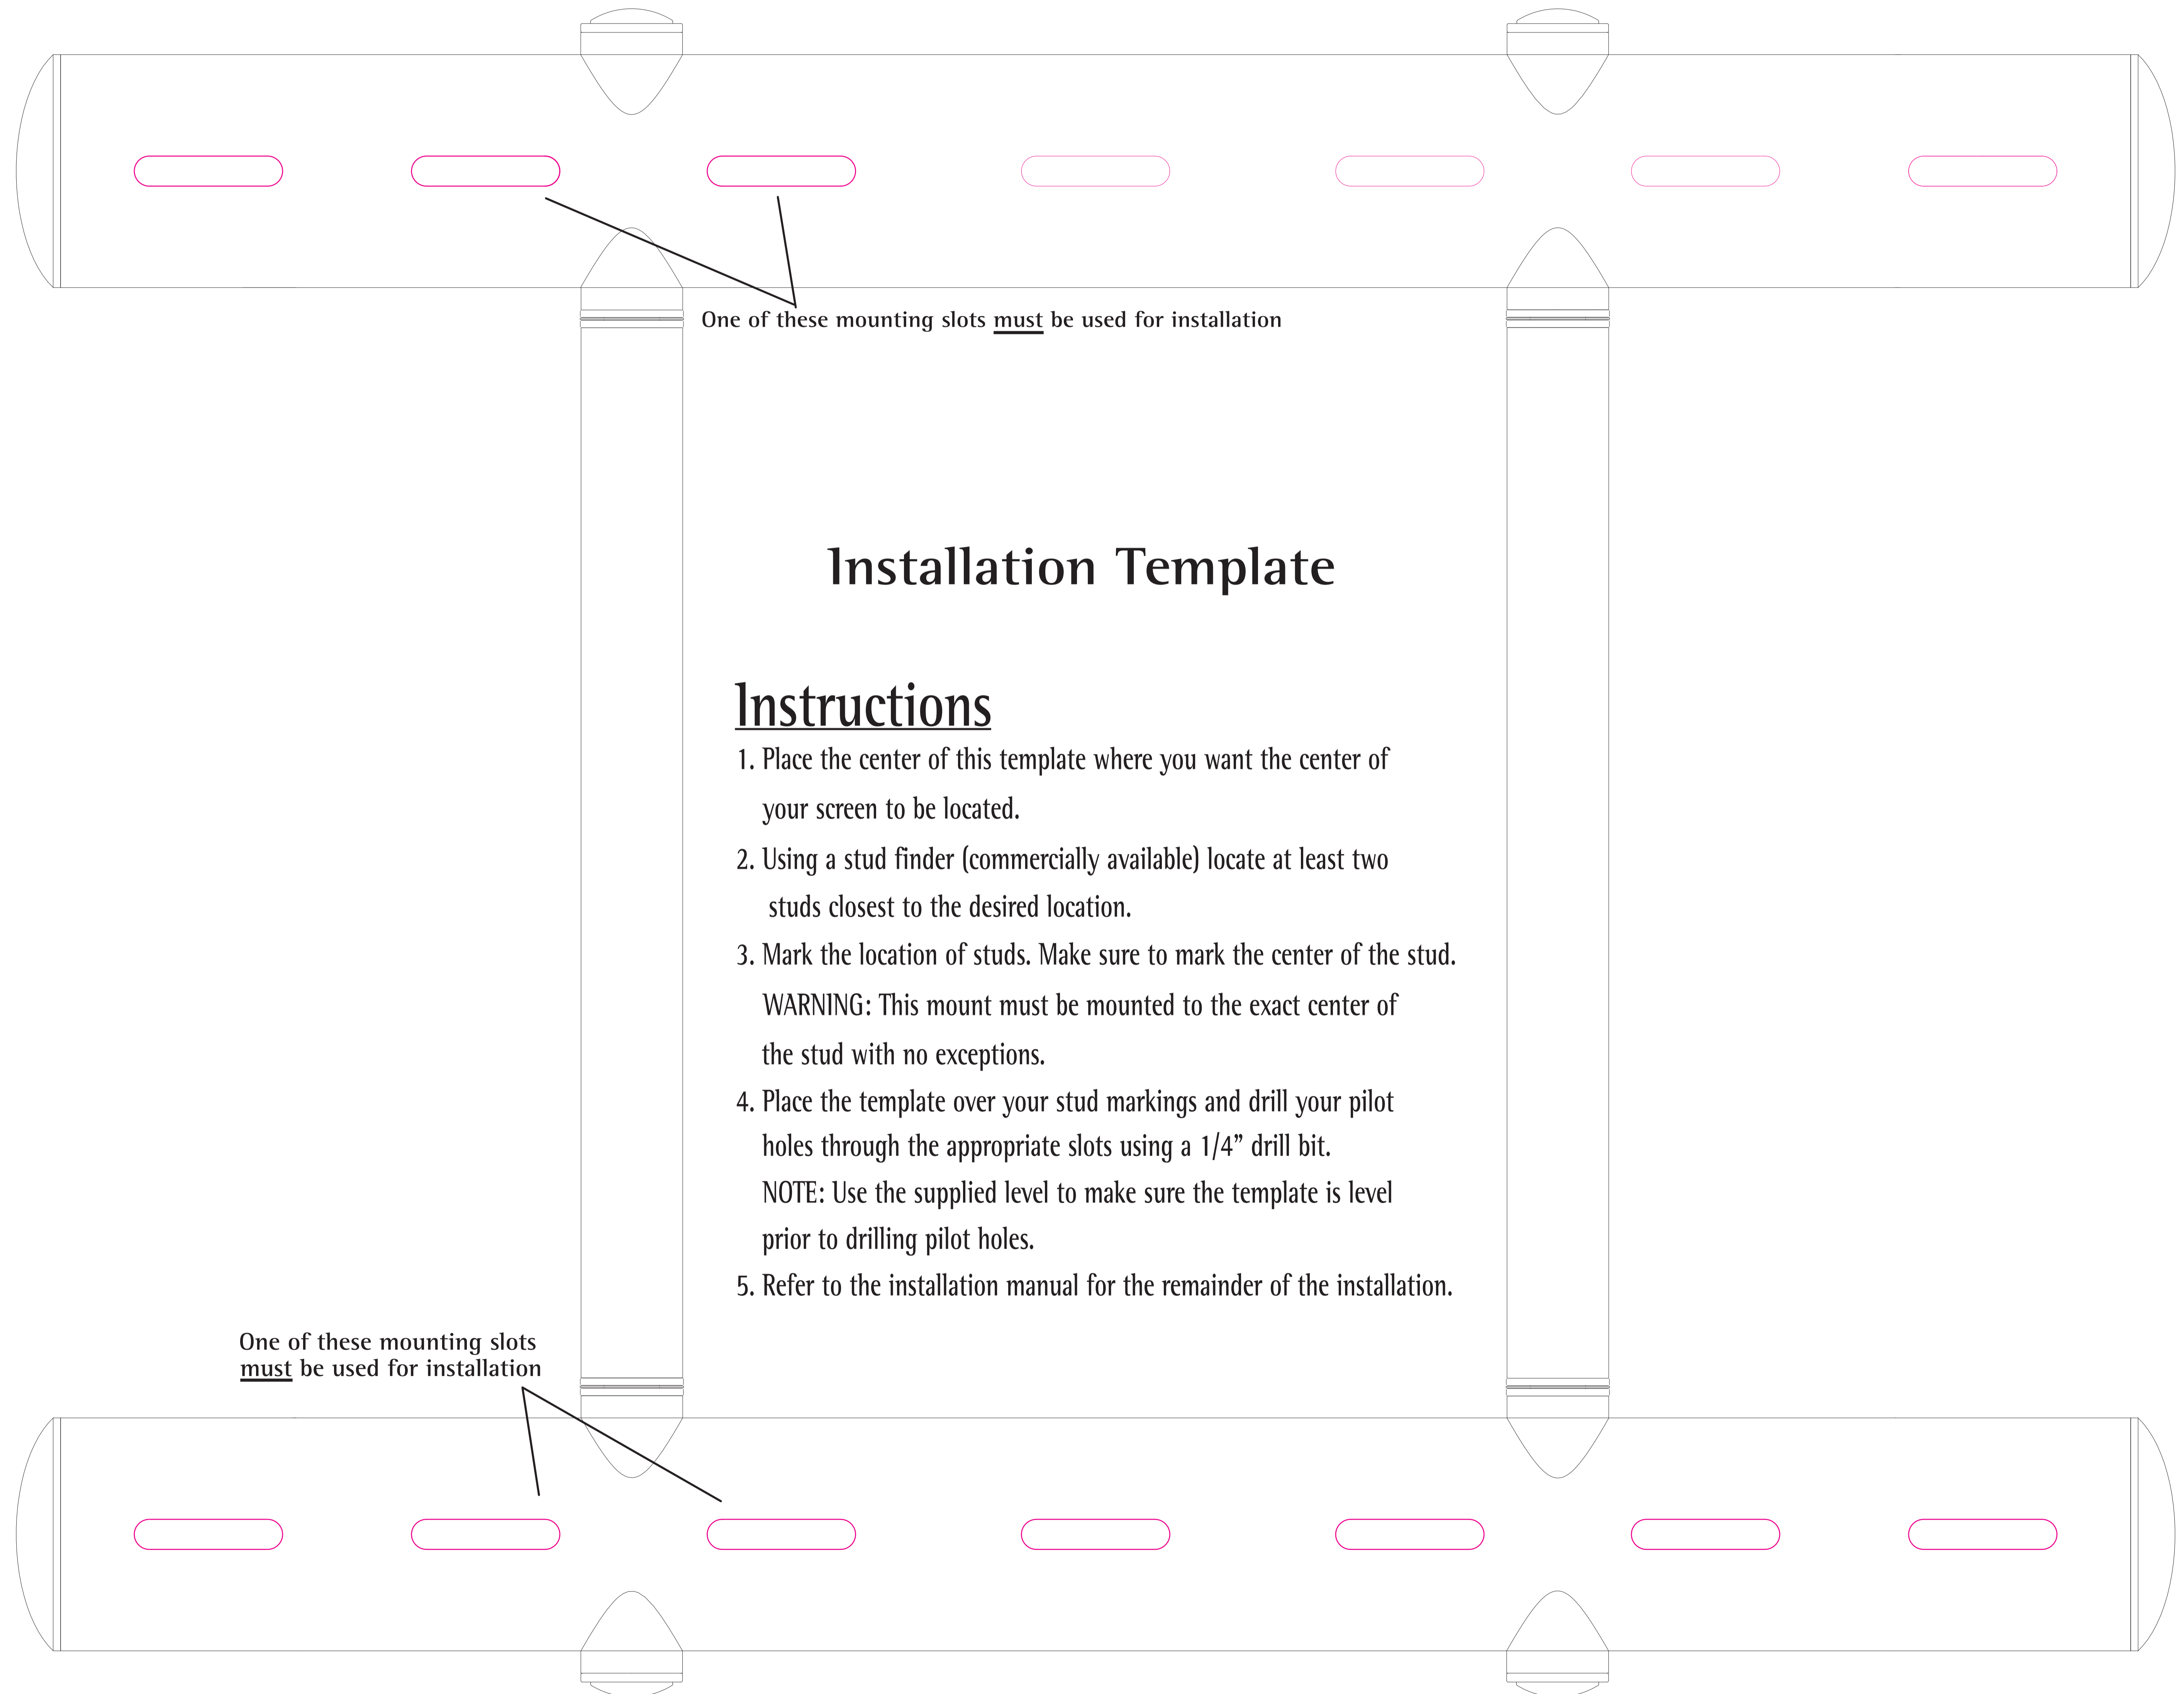 One of these mounting slots must be used for installation
Installation Template
Instructions
1. Place the center of this template where you want the center of
your screen to be located.
2. Using a stud finder (commercially available) locate at least two
studs closest to the desired location.
3. Mark the location of studs. Make sure to mark the center of the stud.
WARNING: This mount must be mounted to the exact center of
the stud with no exceptions.
4. Place the template over your stud markings and drill your pilot
holes through the appropriate slots using a 1/4” drill bit.
NOTE: Use the supplied level to make sure the template is level
prior to drilling pilot holes.
5. Refer to the installation manual for the remainder of the installation.
One of these mounting slots
must be used for installation